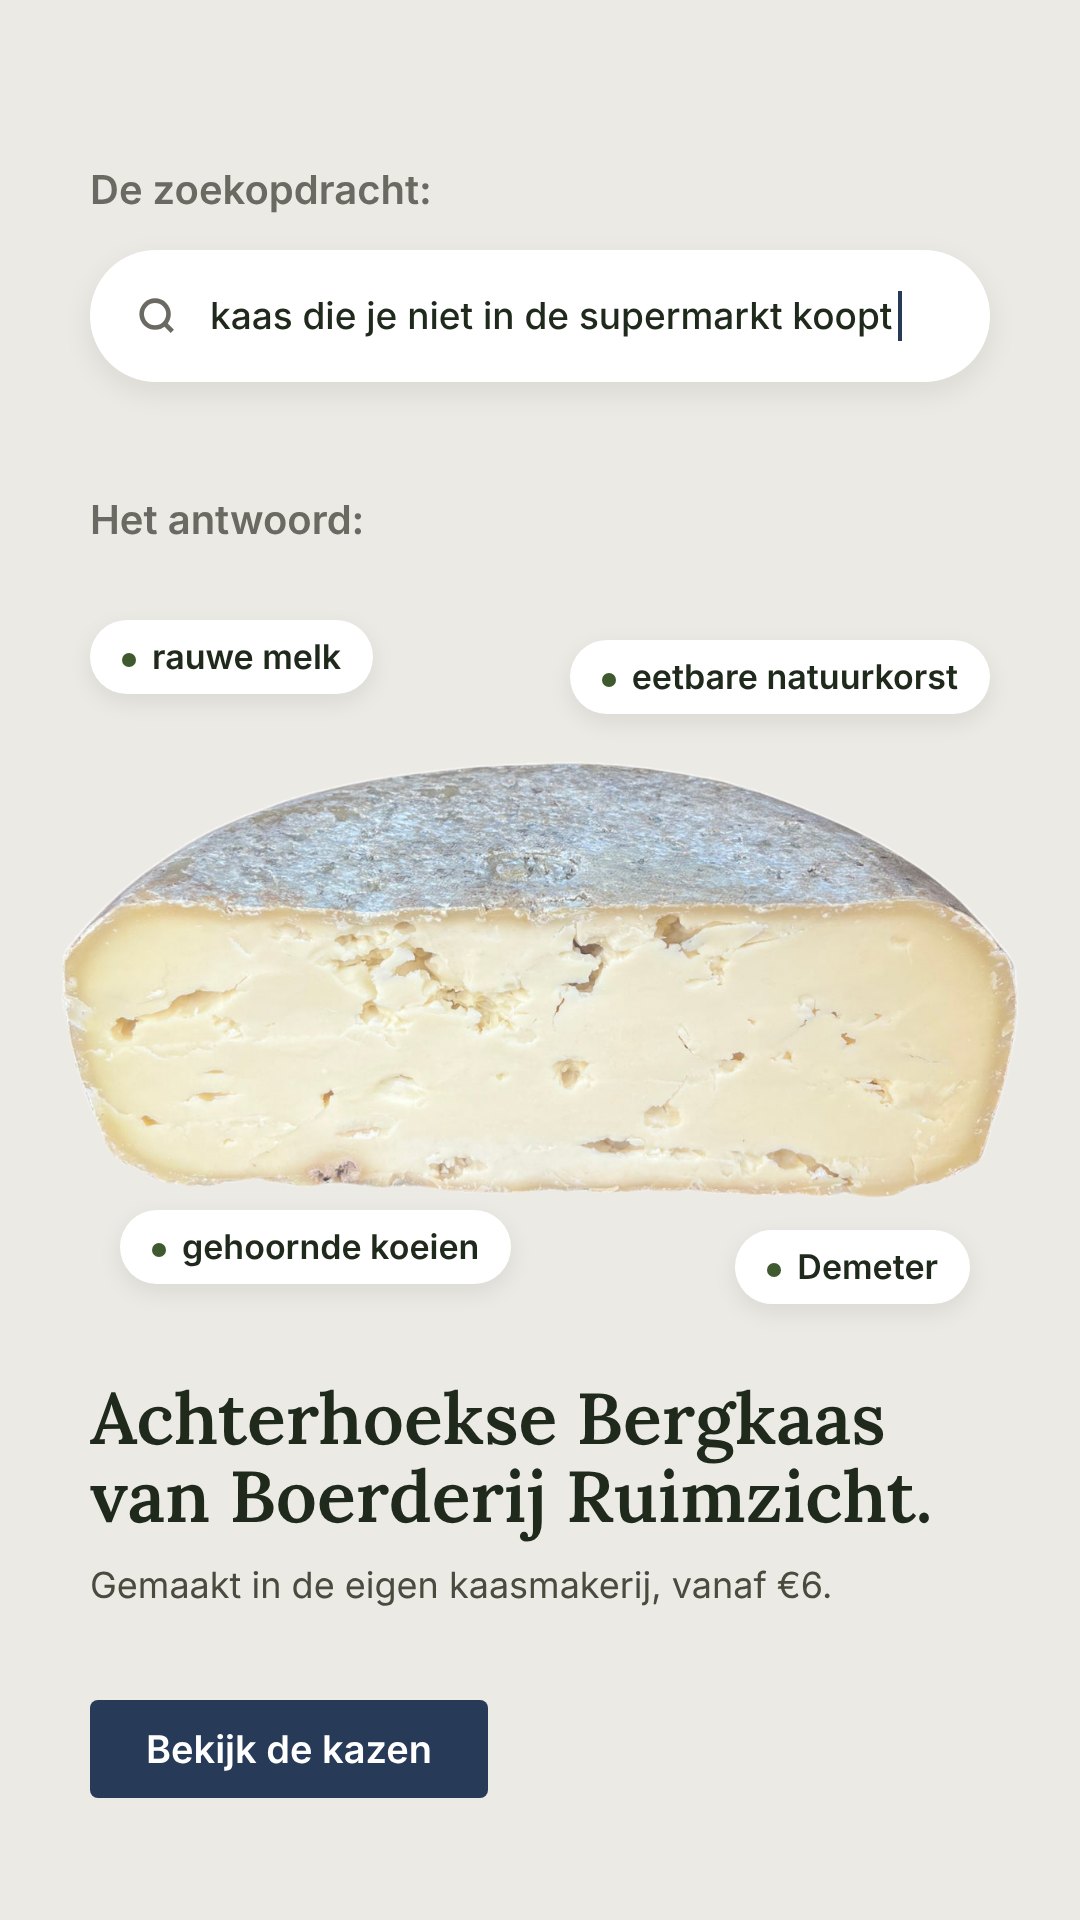 De zoekopdracht:
kaas die je niet in de supermarkt koopt
Het antwoord:
rauwe melk
eetbare natuurkorst
gehoornde koeien
Demeter
Achterhoekse Bergkaas
van Boerderij Ruimzicht.
Gemaakt in de eigen kaasmakerij, vanaf €6.
Bekijk de kazen